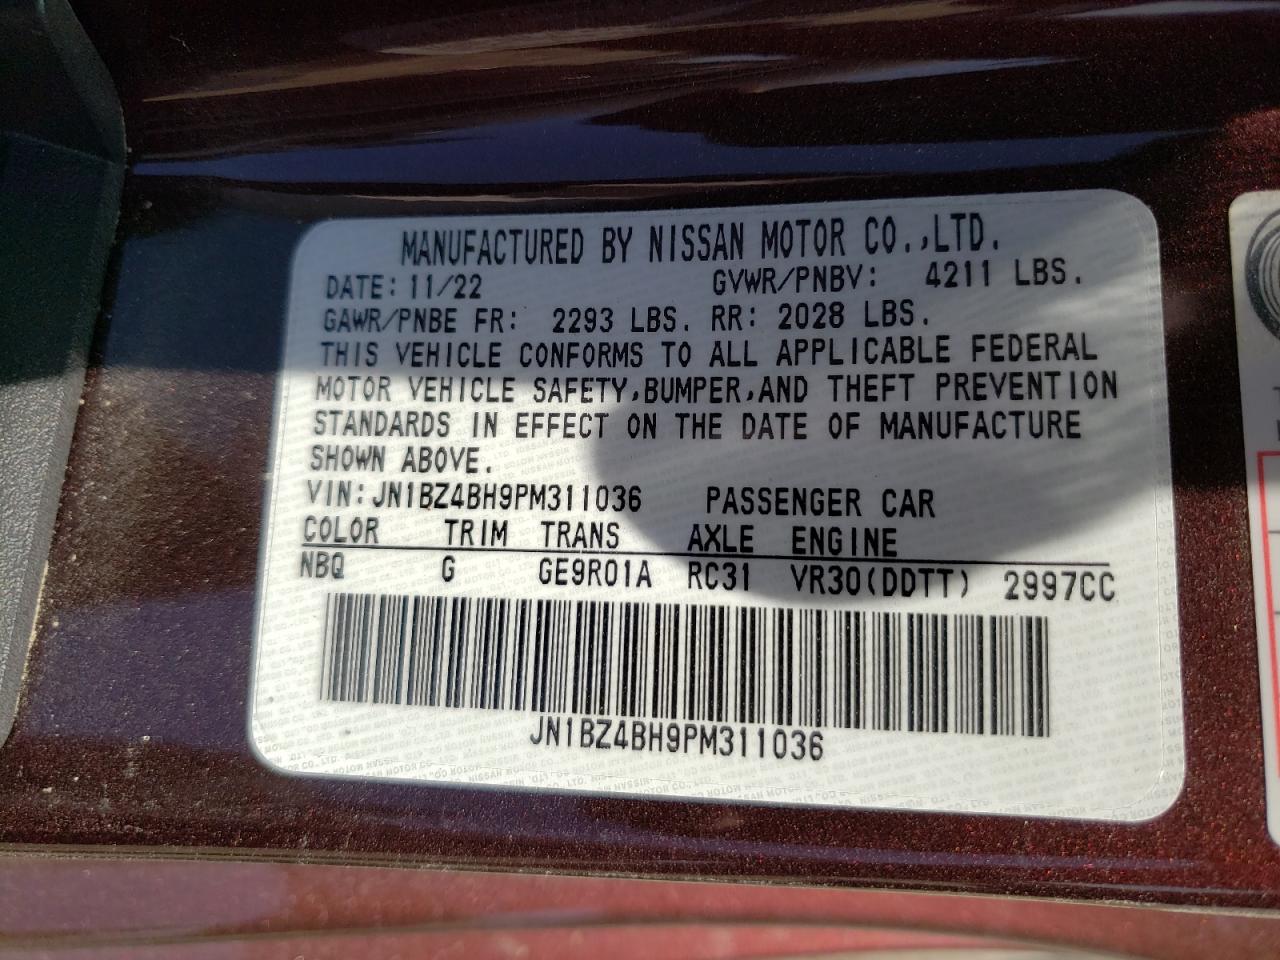 MANUFACTURED BY NISSAN MOTOR CO.,LTD.
DATE: 11/22 GVWR/PNBV: 4211 LBS.
GAWR/PNBE FR: 2293 LBS. RR: 2028 LBS.
THIS VEHICLE CONFORMS TO ALL APPLICABLE FEDERAL
MOTOR VEHICLE SAFETY,BUMPER,AND THEFT PREVENTION
STANDARDS IN EFFECT ON THE DATE OF MANUFACTURE
SHOWN ABOVE.
VIN: JN1BZ4BH9PM311036 PASSENGER CAR
COLOR TRIM TRANS AXLE ENGINE
NBQ G GE9R01A RC31 VR30(DDTT) 2997CC
JN1BZ4BH9PM311036